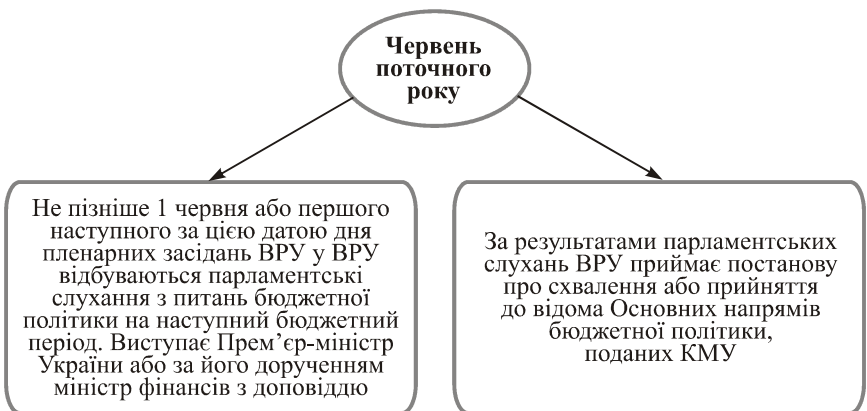 Червень
поточного
року
Не пізніше 1 червня або першого
наступного за цією датою дня
пленарних засідань ВРУ у ВРУ
відбуваються парламентські
слухання з питань бюджетної
політики на наступний бюджетний
період. Виступає Прем’єр-міністр
України або за його дорученням
міністр фінансів з доповіддю
За результатами парламентських
слухань ВРУ приймає постанову
про схвалення або прийняття
до відома Основних напрямів
бюджетної політики,
поданих КМУ